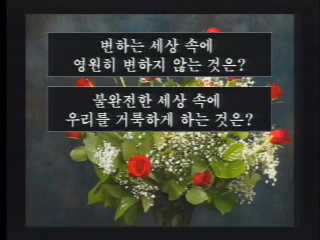 변하는 세상 속에
영원히 변하지 않는 것은?
불완전한 세상 속에
우리를 거룩하게 하는 것은?